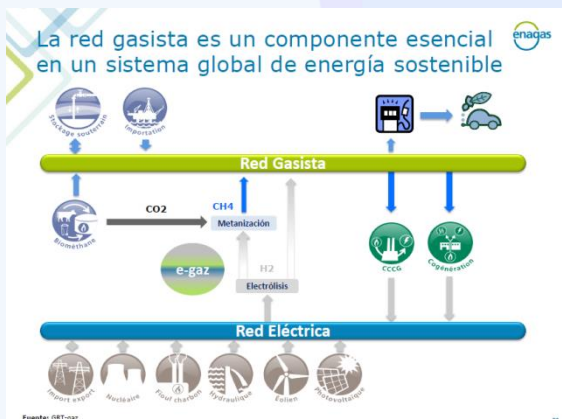 La red gasista es un componente esencial
en un sistema global de energía sostenible
enagas
Stockage souterrain
Importation
Red Gasista
CO2
CH4
Metanización
Biométhane
e-gaz
H2
Electrólisis
CCCG
Cogénération
Red Eléctrica
Import export
Nucléaire
Fioul charbon
Hydraulique
Éolien
Photovoltaïque
Fuente: GRT-gaz